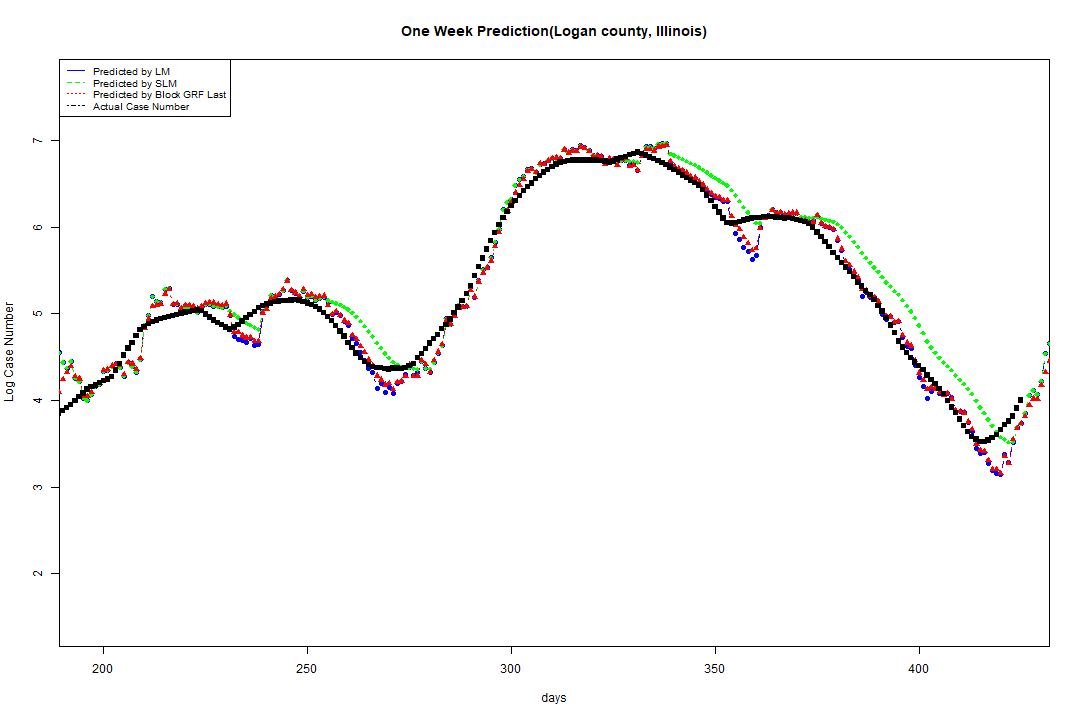 One Week Prediction(Logan county, Illinois)
Predicted by LM
Predicted by SLM
Predicted by Block GRF Last
Actual Case Number
7
6
5
4
3
2
Log Case Number
200 250 300 350 400
days